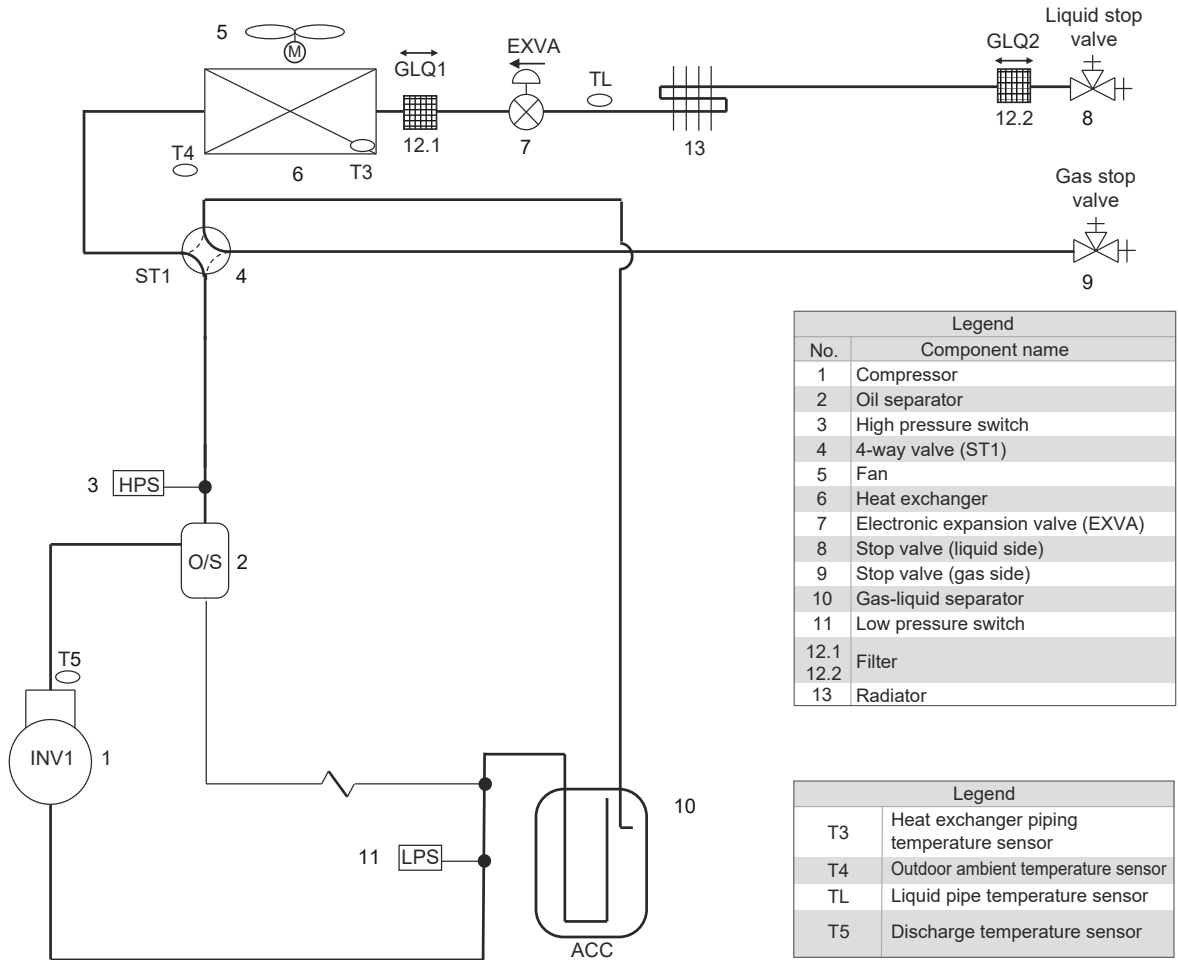 5
M
GLQ1
EXVA
TL
GLQ2
Liquid stop
valve
12.1
7
13
12.2
8
T4
6
T3
Gas stop
valve
ST1
4
9
3 HPS
O/S 2
T5
INV1 1
10
11 LPS
ACC
Legend
No. Component name
1 Compressor
2 Oil separator
3 High pressure switch
4 4-way valve (ST1)
5 Fan
6 Heat exchanger
7 Electronic expansion valve (EXVA)
8 Stop valve (liquid side)
9 Stop valve (gas side)
10 Gas-liquid separator
11 Low pressure switch
12.1
12.2
Filter
13 Radiator
Legend
T3 Heat exchanger piping
temperature sensor
T4 Outdoor ambient temperature sensor
TL Liquid pipe temperature sensor
T5 Discharge temperature sensor